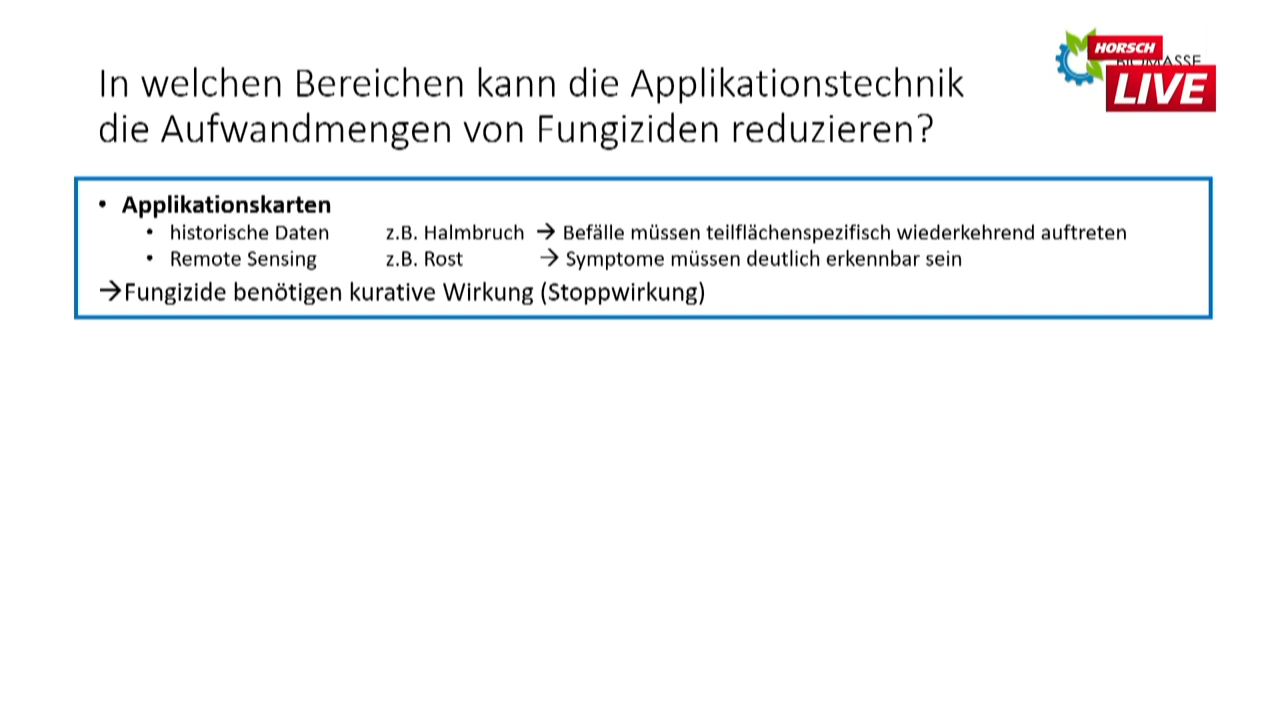 In welchen Bereichen kann die Applikationstechnik
die Aufwandmengen von Fungiziden reduzieren?
HORSCH
LIVE
• Applikationskarten
• historische Daten z.B. Halmbruch → Befälle müssen teilflächenspezifisch wiederkehrend auftreten
• Remote Sensing z.B. Rost → Symptome müssen deutlich erkennbar sein
→Fungizide benötigen kurative Wirkung (Stoppwirkung)